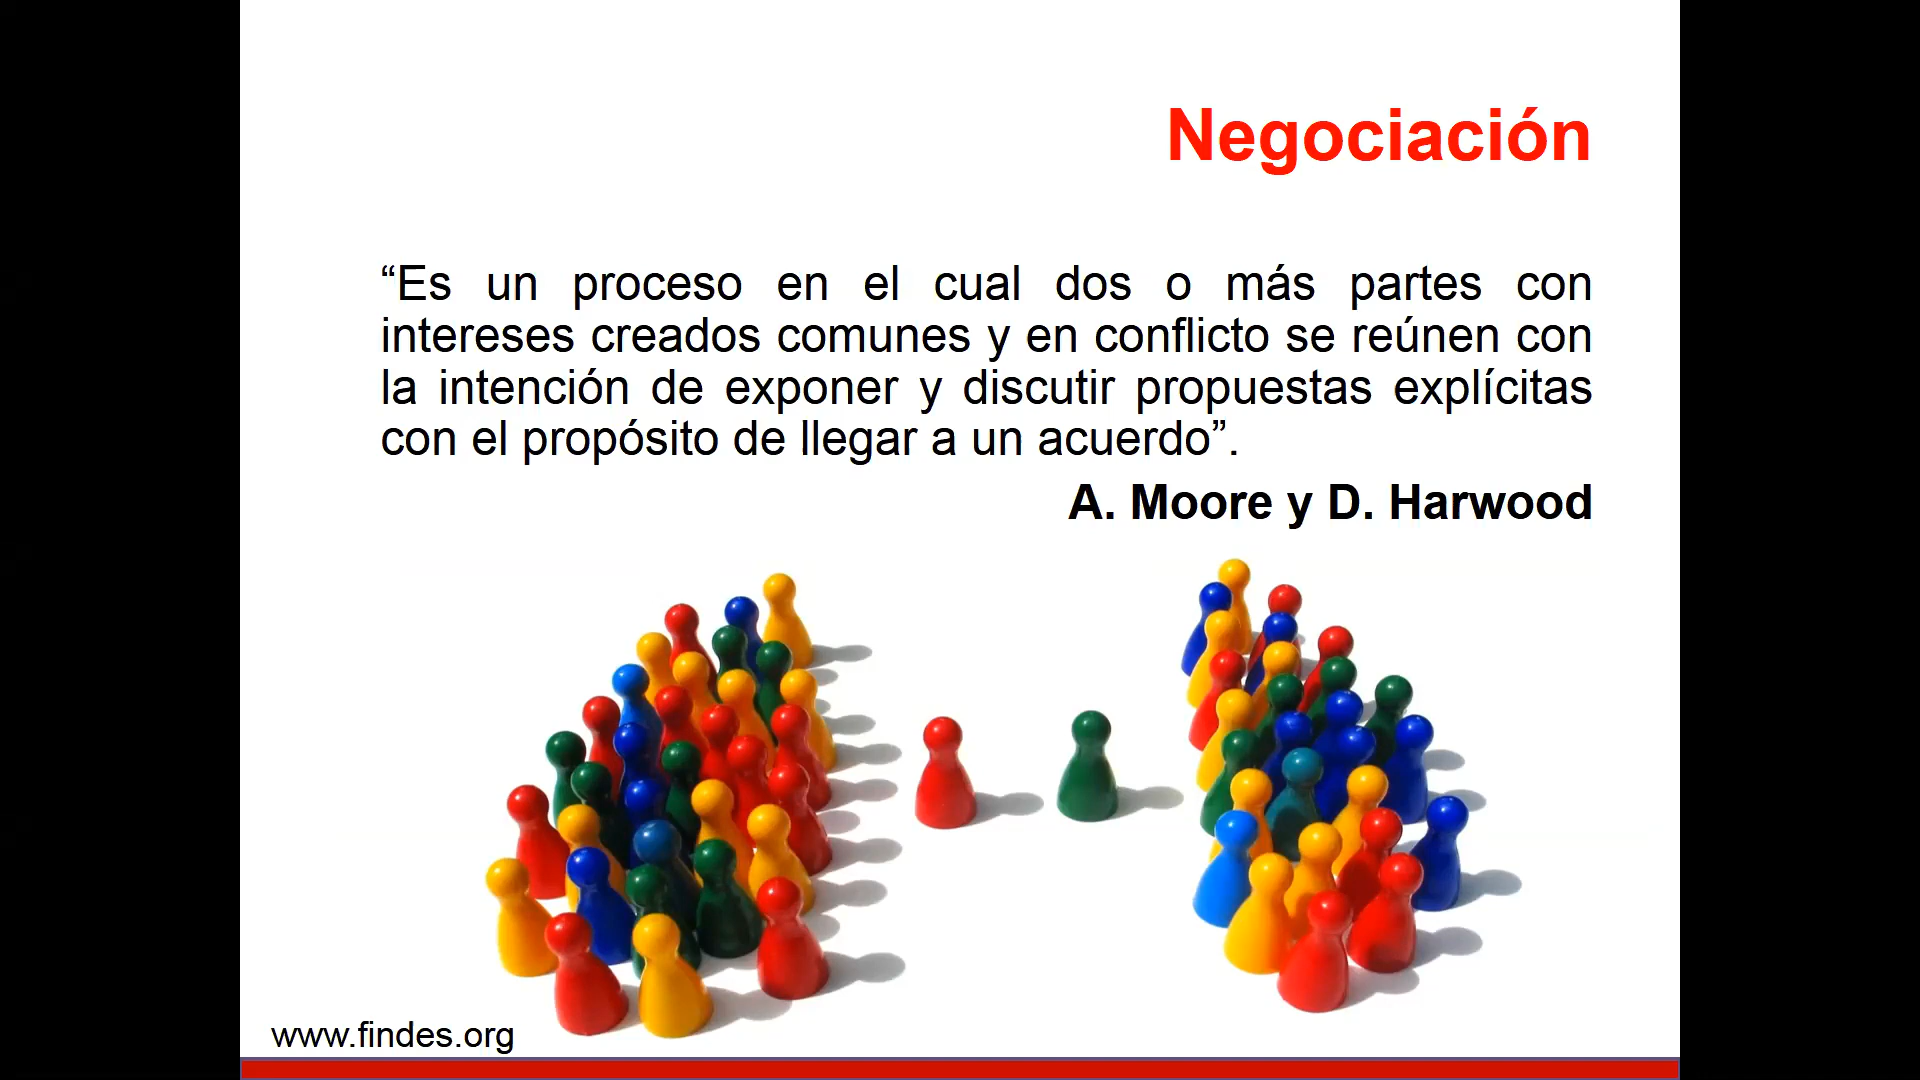 Negociación
“Es un proceso en el cual dos o más partes con
intereses creados comunes y en conflicto se reúnen con
la intención de exponer y discutir propuestas explícitas
con el propósito de llegar a un acuerdo”.
A. Moore y D. Harwood
www.findes.org